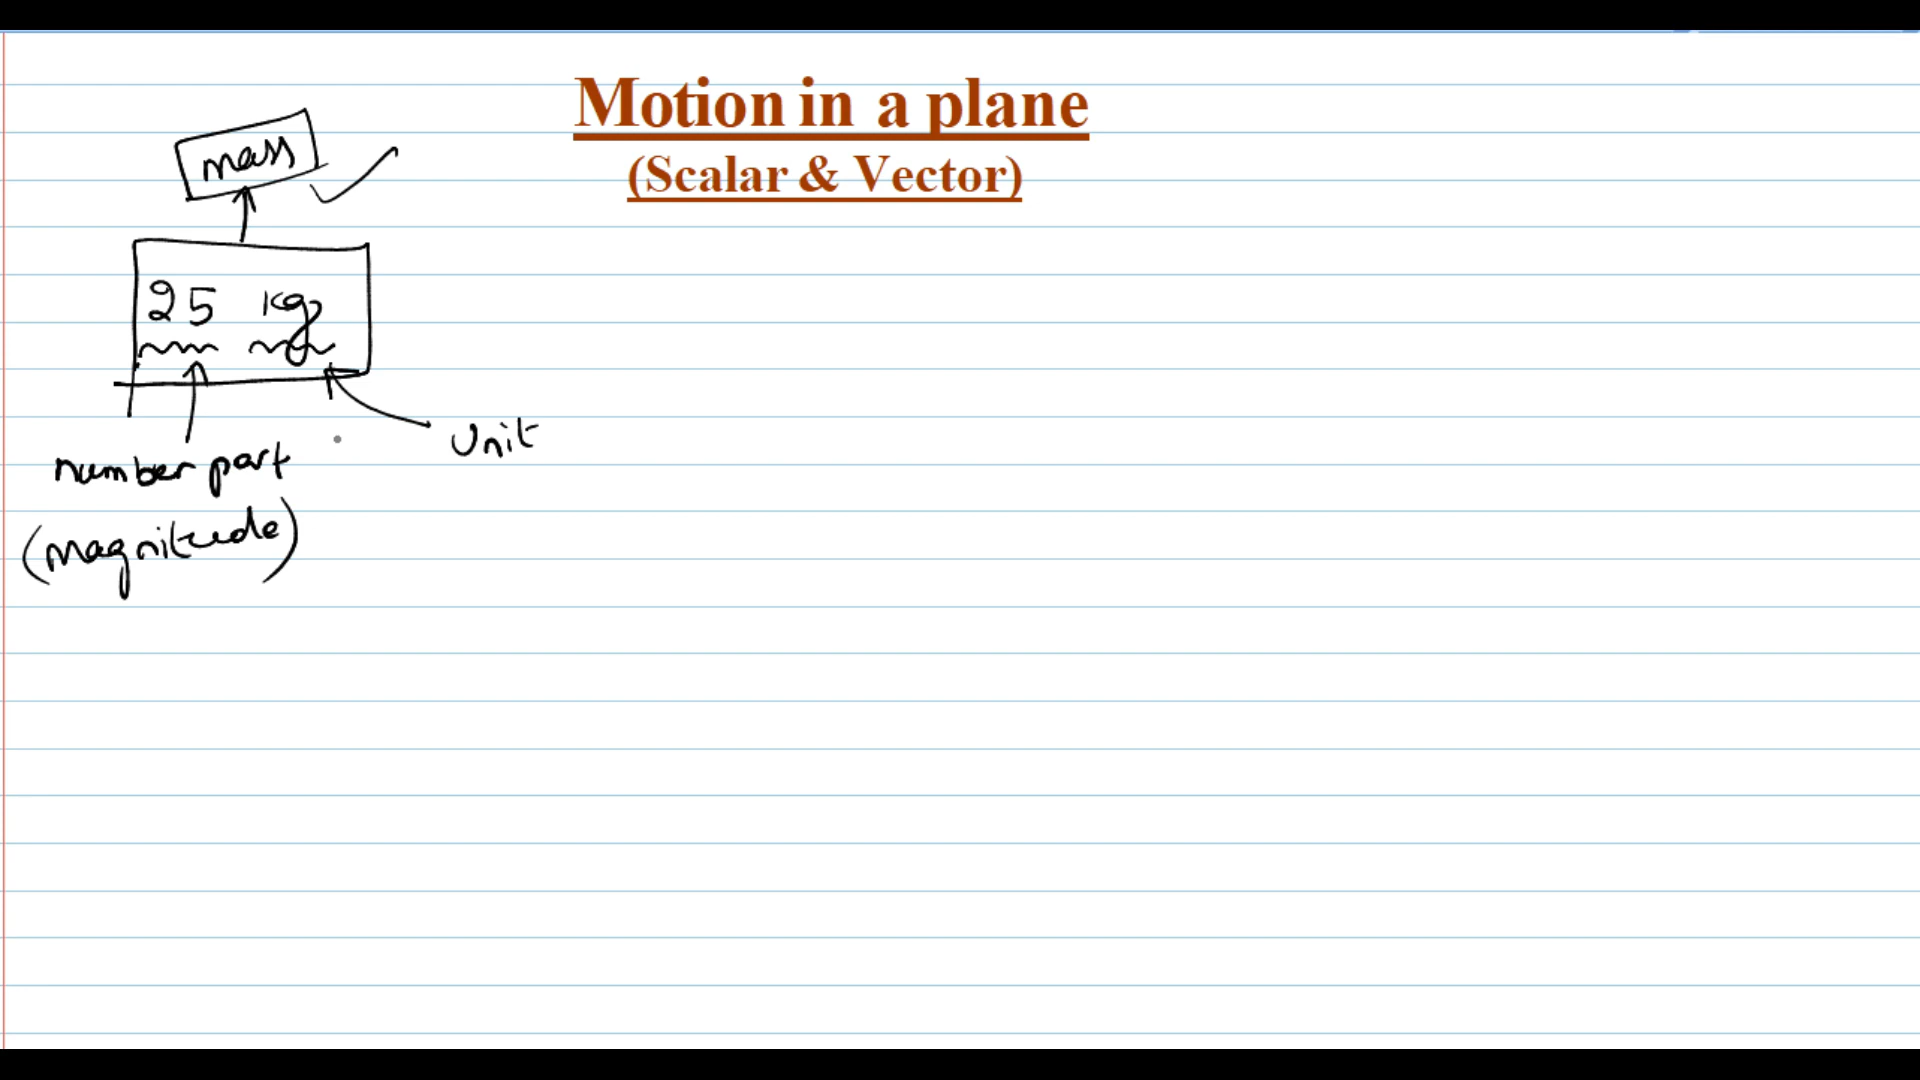 Motion in a plane
(Scalar & Vector)
mass
25 kg
Unit
number part
(magnitude)